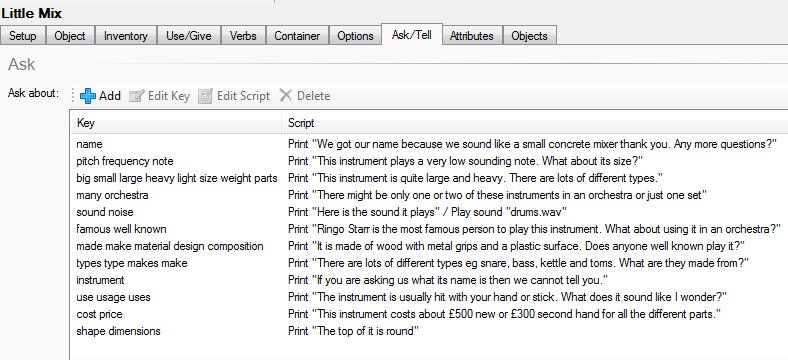 Little Mix
Setup Object Inventory Use/Give Verbs Container Options Ask/Tell Attributes Objects
Ask
Ask about: Add Edit Key Edit Script Delete
Key Script
name Print "We got our name because we sound like a small concrete mixer thank you. Any more questions?"
pitch frequency note Print "This instrument plays a very low sounding note. What about its size?"
big small large heavy light size weight parts Print "This instrument is quite large and heavy. There are lots of different types."
many orchestra Print "There might be only one or two of these instruments in an orchestra or just one set"
sound noise Print "Here is the sound it plays" / Play sound "drums.wav"
famous well known Print "Ringo Starr is the most famous person to play this instrument. What about using it in an orchestra?
made make material design composition Print "It is made of wood with metal grips and a plastic surface. Does anyone well known play it?"
types type makes make Print "There are lots of different types eg snare, bass, kettle and toms. What are they made from?"
instrument Print "If you are asking us what its name is then we cannot tell you."
use usage uses Print "The instrument is usually hit with your hand or stick. What does it sound like I wonder?"
cost price Print "This instrument costs about £500 new or £300 second hand for all the different parts."
shape dimensions Print "The top of it is round"